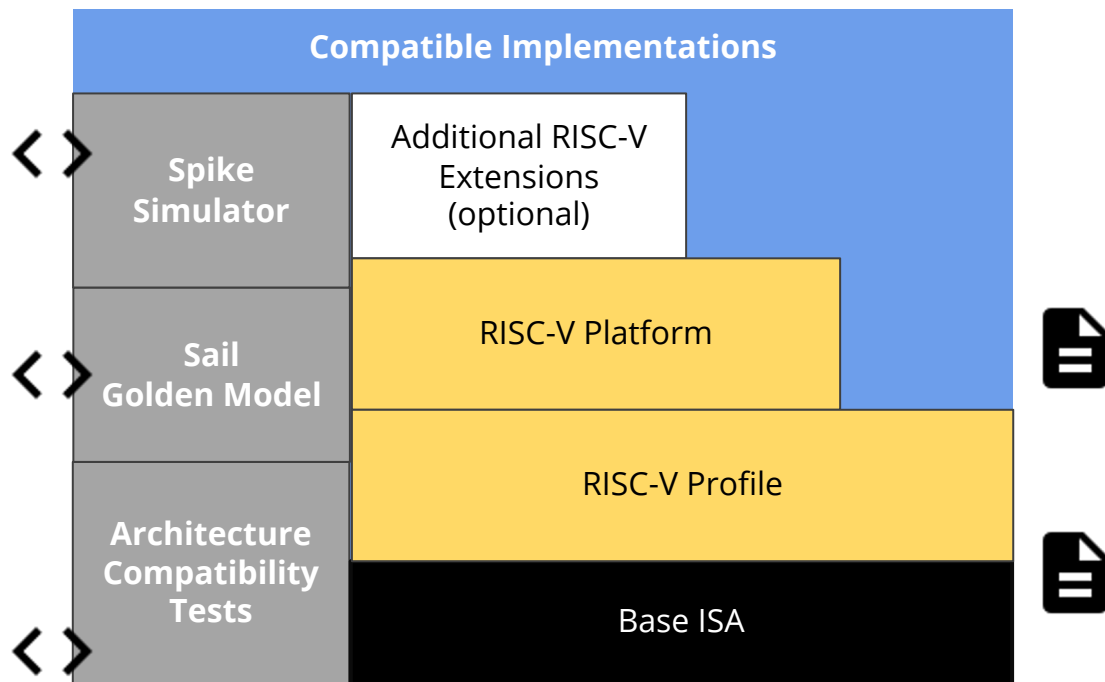 Compatible Implementations
Spike
Simulator
Additional RISC-V
Extensions
(optional)
Sail
Golden Model
RISC-V Platform
Architecture
Compatibility
Tests
RISC-V Profile
Base ISA